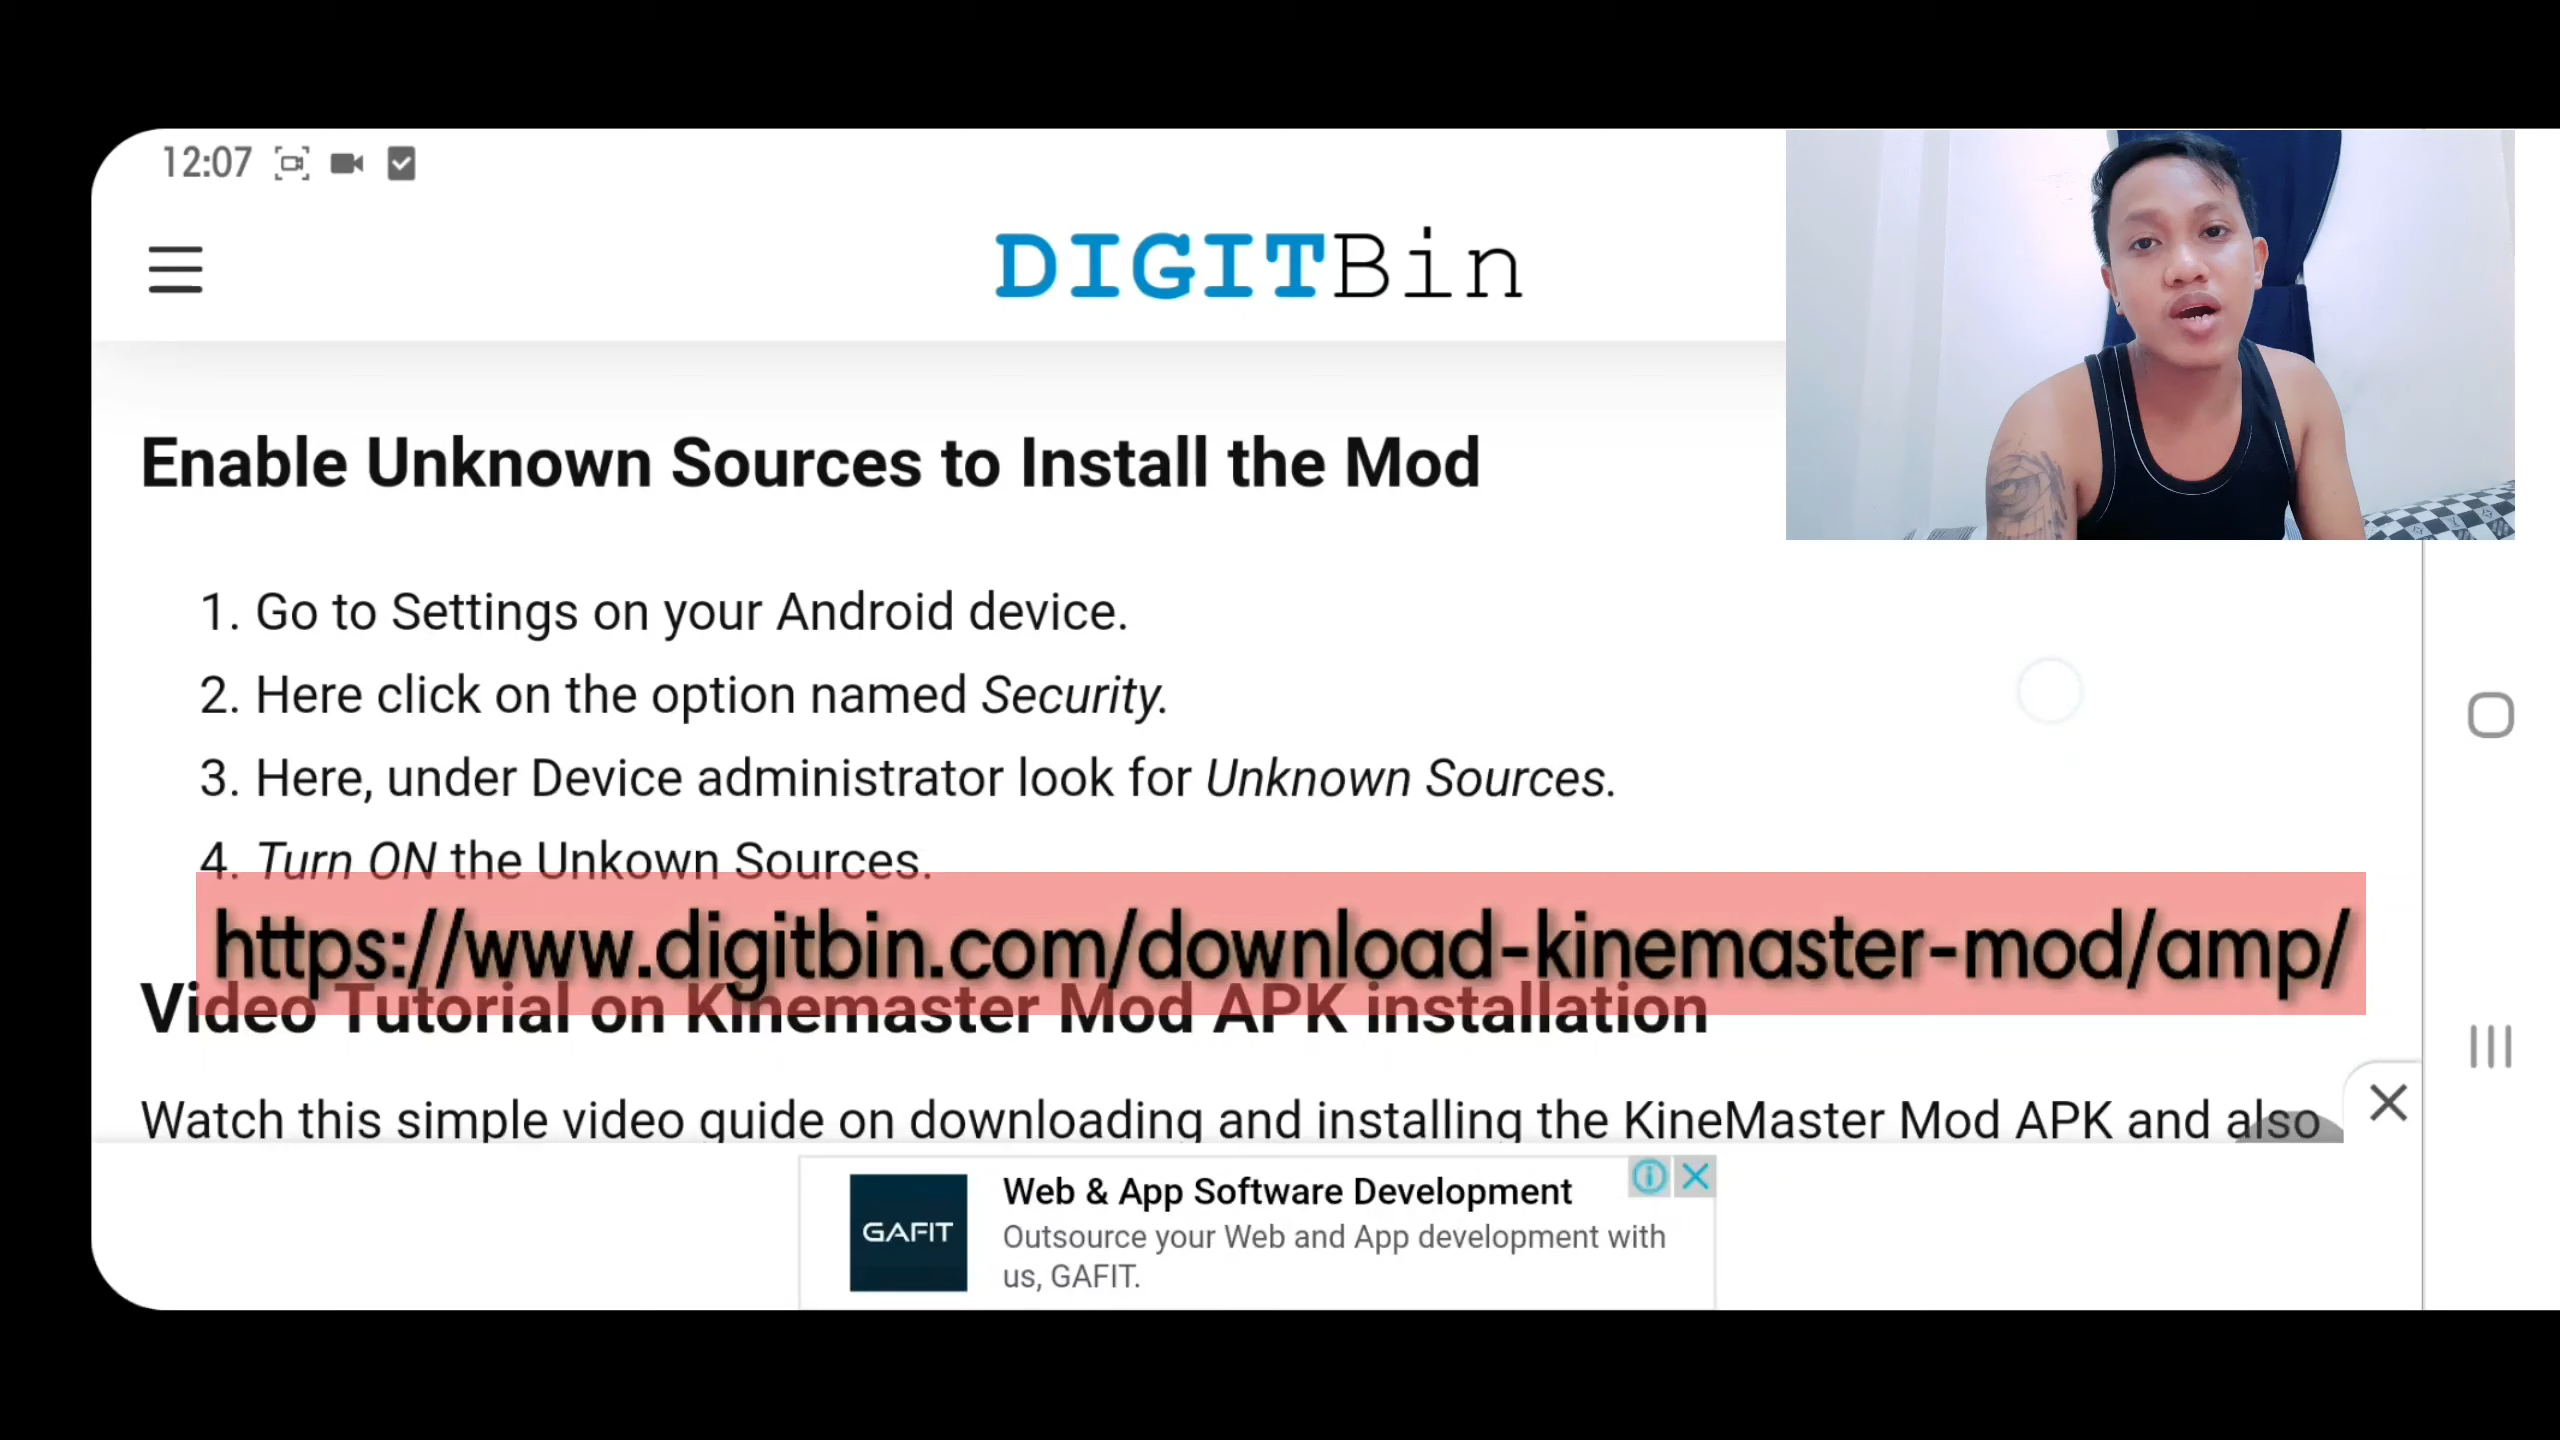 12:07
DIGITBin
Enable Unknown Sources to Install the Mod
1. Go to Settings on your Android device.
2. Here click on the option named Security.
3. Here, under Device administrator look for Unknown Sources.
4. Turn ON the Unkown Sources.
https://www.digitbin.com/download-kinemaster-mod/amp/
Video Tutorial on Kinemaster Mod APK installation
Watch this simple video guide on downloading and installing the KineMaster Mod APK and also
GAFIT
Web & App Software Development
Outsource your Web and App development with
us, GAFIT.